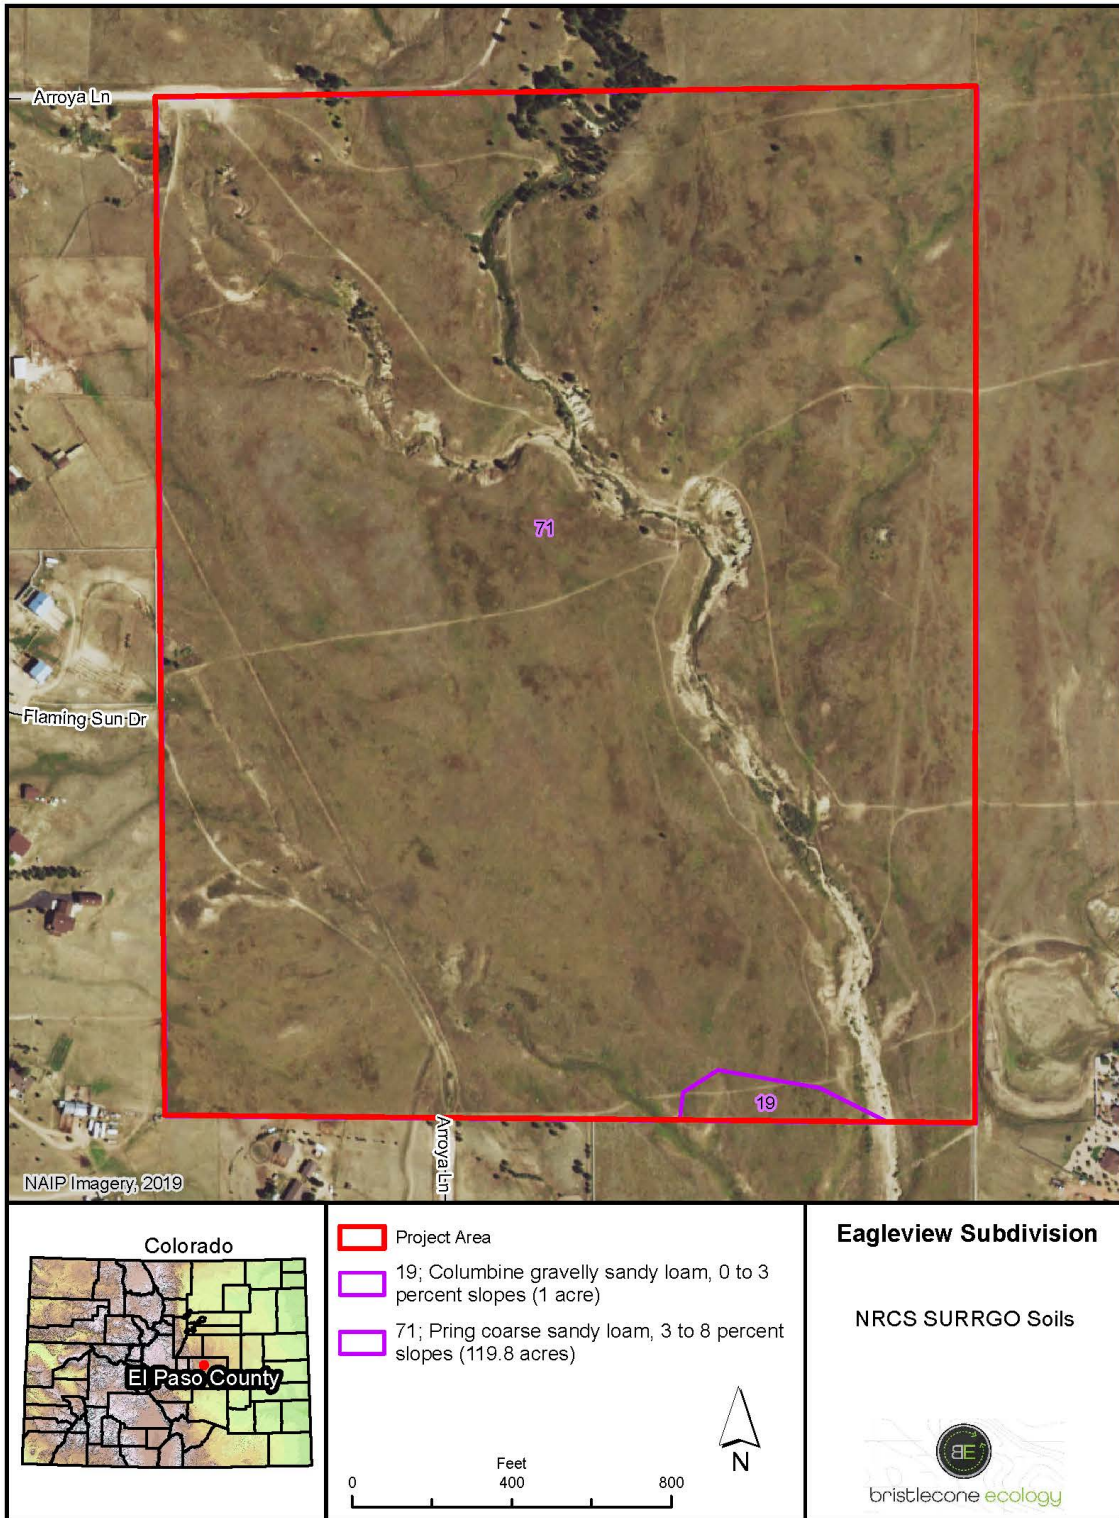 Arroya Ln
71
Flaming Sun Dr
19
Arroya Ln
NAIP Imagery, 2019
Colorado
El Paso County
Project Area
19; Columbine gravelly sandy loam, 0 to 3
percent slopes (1 acre)
71; Pring coarse sandy loam, 3 to 8 percent
slopes (119.8 acres)
N
Feet
0 400 800
Eagleview Subdivision
NRCS SURRGO Soils
BE
bristlecone ecology